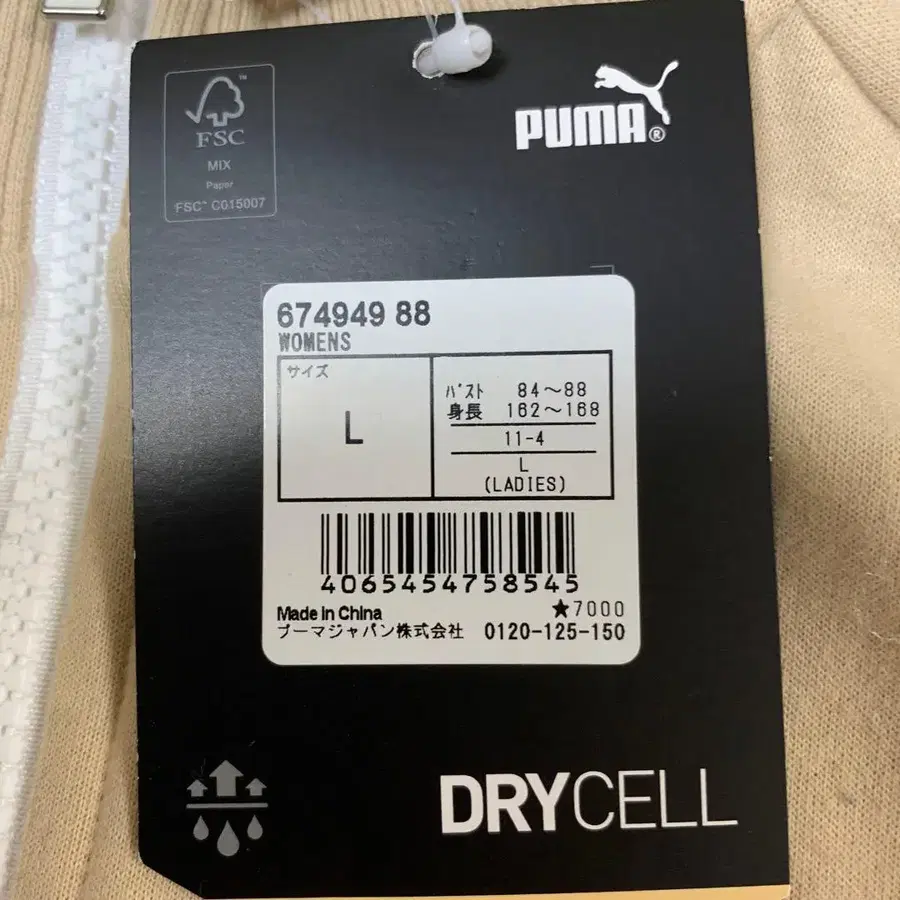 FSC™
MIX
Paper
FSC™ C015007
PUMA®
674949 88
WOMENS
サイズ
L
バスト 84〜88
身長 162〜168
11-4
L
(LADIES)
4065454758545
★7000
Made in China
プーマジャパン株式会社 0120-125-150
DRYCELL